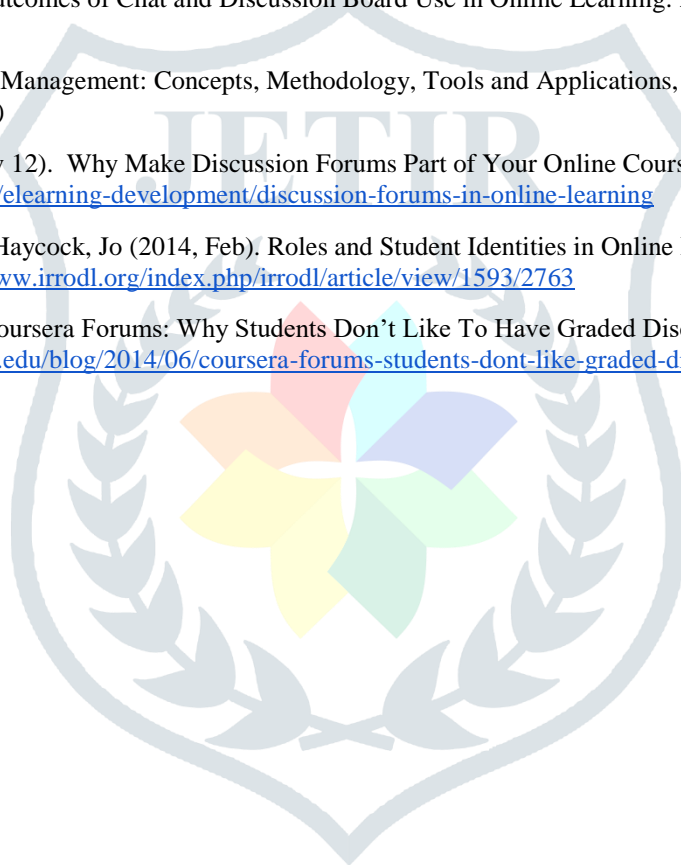 utcomes of Chat and Discussion Board Use in Online Learning.
Management: Concepts, Methodology, Tools and Applications,
)
12). Why Make Discussion Forums Part of Your Online Cours
/elearning-development/discussion-forums-in-online-learning
Haycock, Jo (2014, Feb). Roles and Student Identities in Online
ww.irrodl.org/index.php/irrodl/article/view/1593/2763
oursera Forums: Why Students Don’t Like To Have Graded Disc
.edu/blog/2014/06/coursera-forums-students-dont-like-graded-d
JETIR